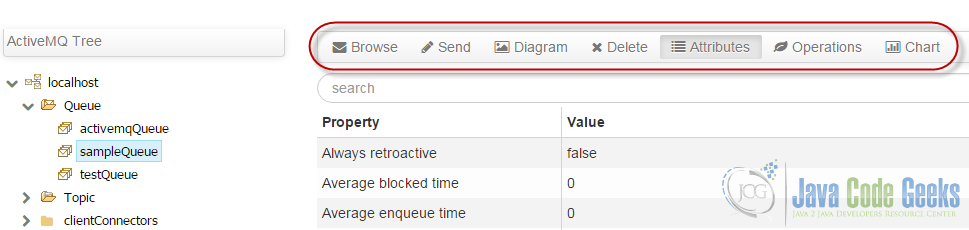 ActiveMQ Tree
localhost
Queue
activemqQueue
sampleQueue
testQueue
Topic
clientConnectors
Browse Send Diagram Delete Attributes Operations Chart
search
Property Value
Always retroactive false
Average blocked time 0
Average enqueue time 0
JCG
Java Code Geeks
JAVA 2 JAVA DEVELOPERS RESOURCE CENTER